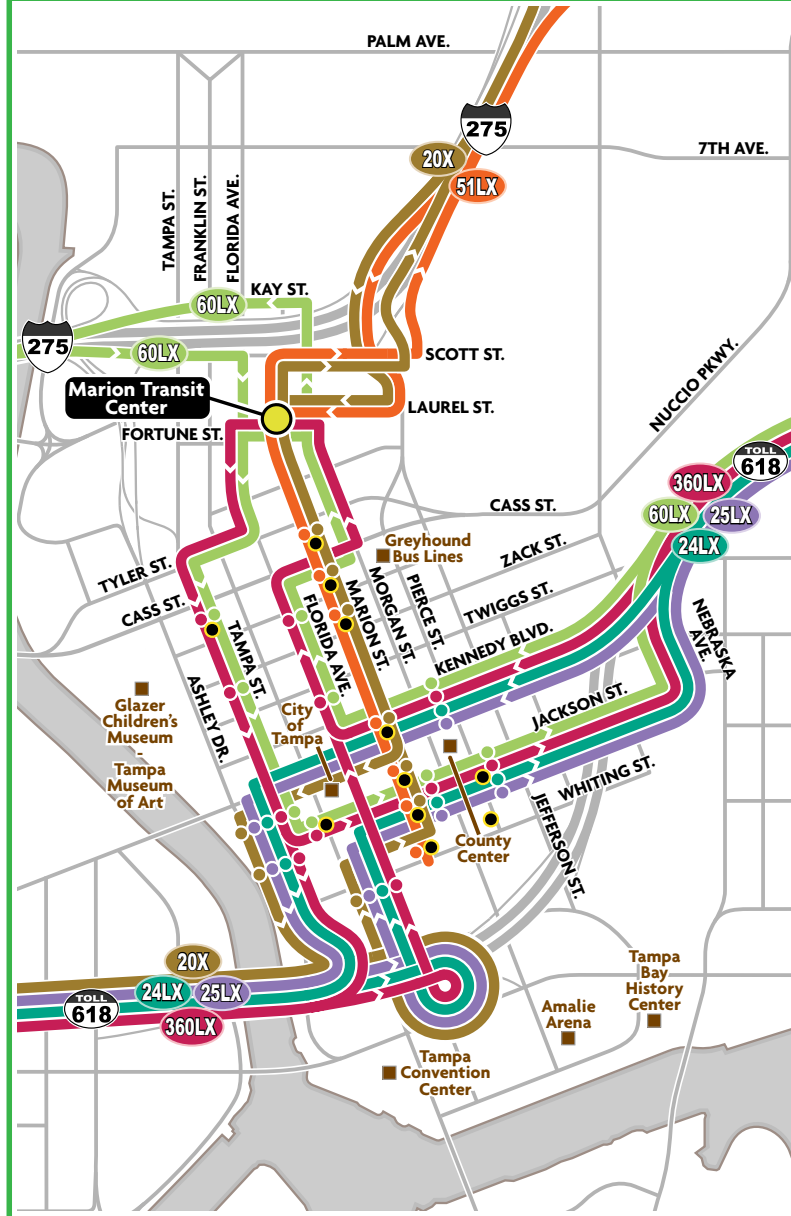 PALM AVE.
275
7TH AVE.
20X
51LX
TAMPA ST.
FRANKLIN ST.
FLORIDA AVE.
KAY ST.
60LX
275
60LX
SCOTT ST.
NUCCIO PKWY.
Marion Transit
Center
LAUREL ST.
FORTUNE ST.
TOLL
618
360LX
CASS ST.
60LX
25LX
24LX
Greyhound
Bus Lines
ZACK ST.
TYLER ST.
CASS ST.
MORGAN ST.
PIERCE ST.
TWIGGS ST.
FLORIDA AVE.
MARION ST.
TAMPA ST.
KENNEDY BLVD.
NEBRASKA
AVE.
ASHLEY DR.
JACKSON ST.
Glazer
Children's
Museum
-
Tampa
Museum
of Art
City
of
Tampa
WHITING ST.
JEFFERSON ST.
County
Center
20X
24LX
25LX
TOLL
618
360LX
Tampa
Bay
History
Center
Amalie
Arena
Tampa
Convention
Center